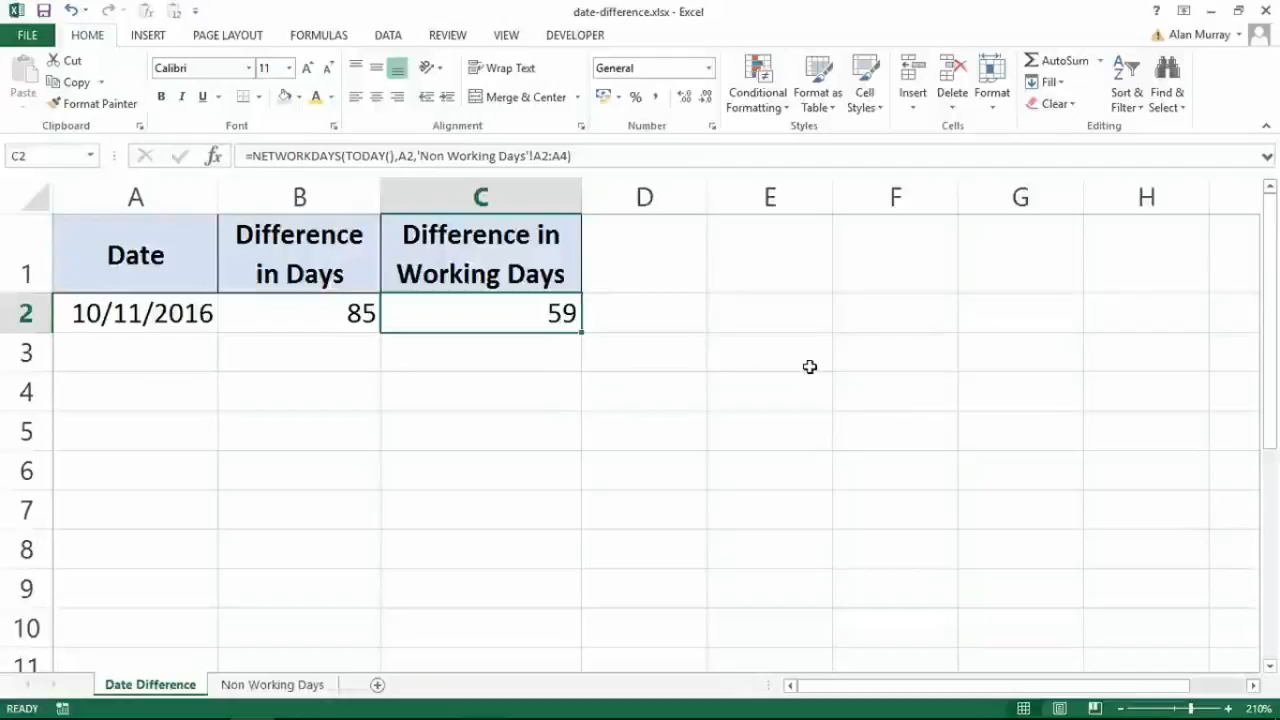 date-difference.xlsx - Excel
?
FILE
HOME
INSERT
PAGE LAYOUT
FORMULAS
DATA
REVIEW
VIEW
DEVELOPER
Alan Murray
Paste
Cut
Copy
Format Painter
Clipboard
Calibri
11
B I U
Font
Wrap Text
Merge & Center
Alignment
General
%
Number
Conditional
Formatting
Format as
Table
Cell
Styles
Styles
Insert
Delete
Format
Cells
AutoSum
Fill
Clear
Sort &
Filter
Find &
Select
Editing
C2
fx
=NETWORKDAYS(TODAY(),A2,'Non Working Days'!A2:A4)
A B C D E F G H
1
Date
Difference
in Days
Difference in
Working Days
2 10/11/2016 85 59
3
4
5
6
7
8
9
10
11
Date Difference
Non Working Days
READY
210%